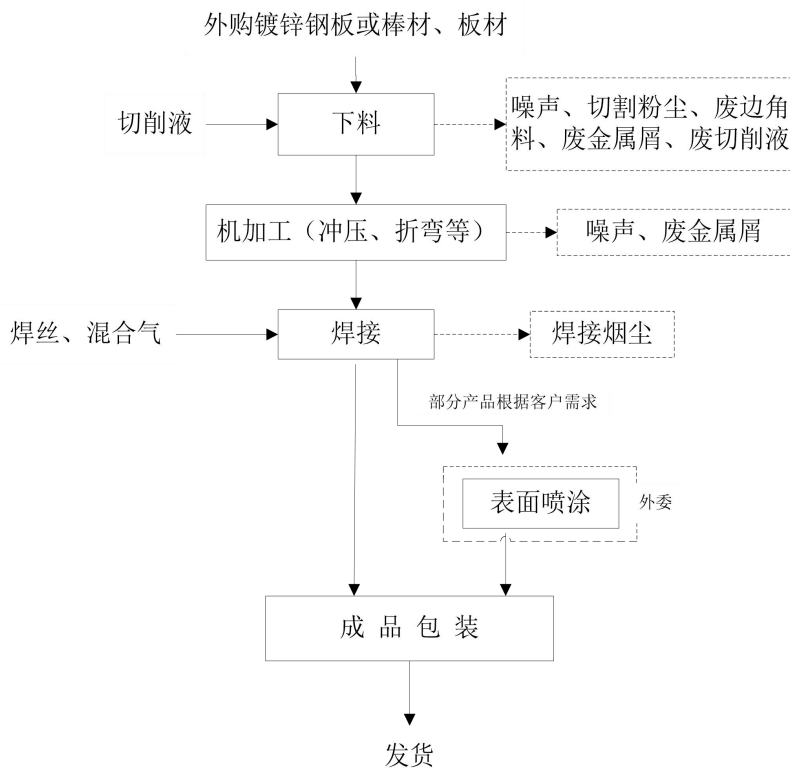 外购镀锌钢板或棒材、板材
切削液
下料
噪声、切割粉尘、废边角
料、废金属屑、废切削液
机加工（冲压、折弯等）
噪声、废金属屑
焊丝、混合气
焊接
焊接烟尘
部分产品根据客户需求
表面喷涂
外委
成 品 包 装
发货